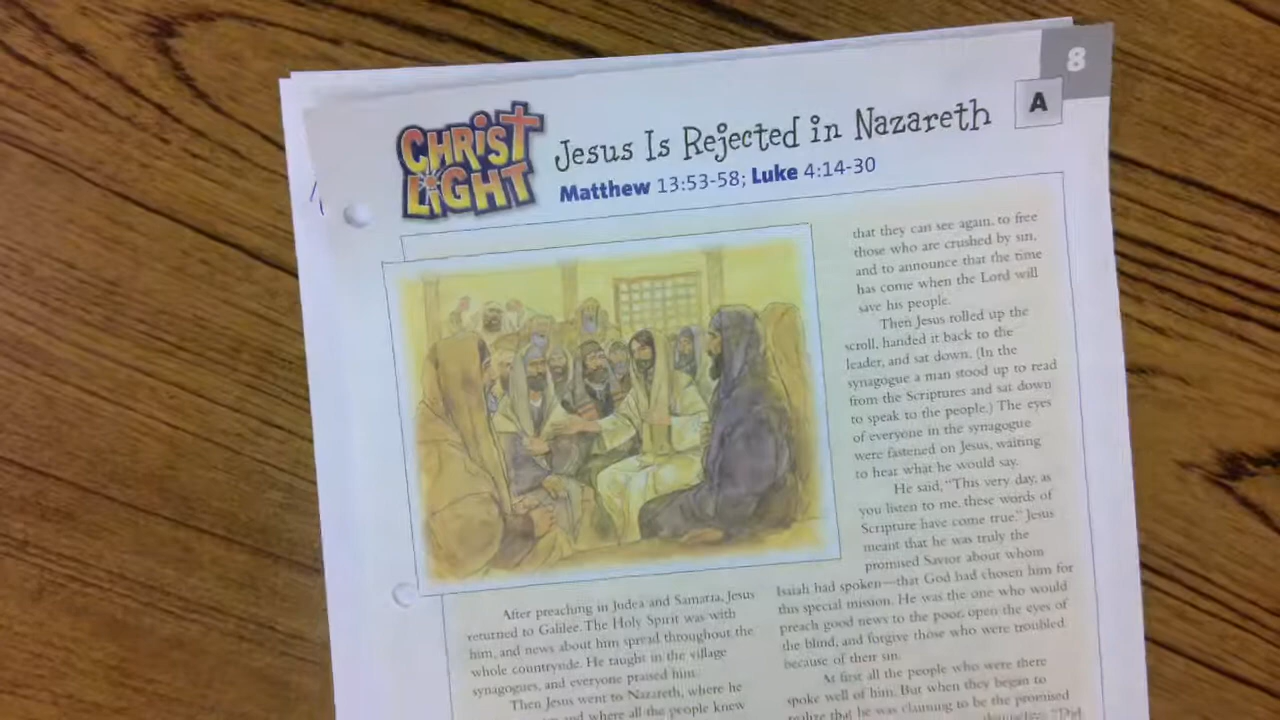 8
A
CHRIST
LIGHT
Jesus Is Rejected in Nazareth
Matthew 13:53-58; Luke 4:14-30
After preaching in Judea and Samaria, Jesus
returned to Galilee. The Holy Spirit was with
him, and news about him spread throughout the
whole countryside. He taught in the village
synagogues, and everyone praised him.
Then Jesus went to Nazareth, where he
and where all the people knew
that they can see again, to free
those who are crushed by sin,
and to announce that the time
has come when the Lord will
save his people.
Then Jesus rolled up the
scroll, handed it back to the
leader, and sat down. (In the
synagogue a man stood up to read
from the Scriptures and sat down
to speak to the people.) The eyes
of everyone in the synagogue
were fastened on Jesus, waiting
to hear what he would say.
He said, "This very day, as
you listen to me, these words of
Scripture have come true." Jesus
meant that he was truly the
promised Savior about whom
Isaiah had spoken—that God had chosen him for
this special mission. He was the one who would
preach good news to the poor, open the eyes of
the blind, and forgive those who were troubled
because of their sin.
At first all the people who were there
spoke well of him. But when they began to
realize that he was claiming to be the promised
"Did